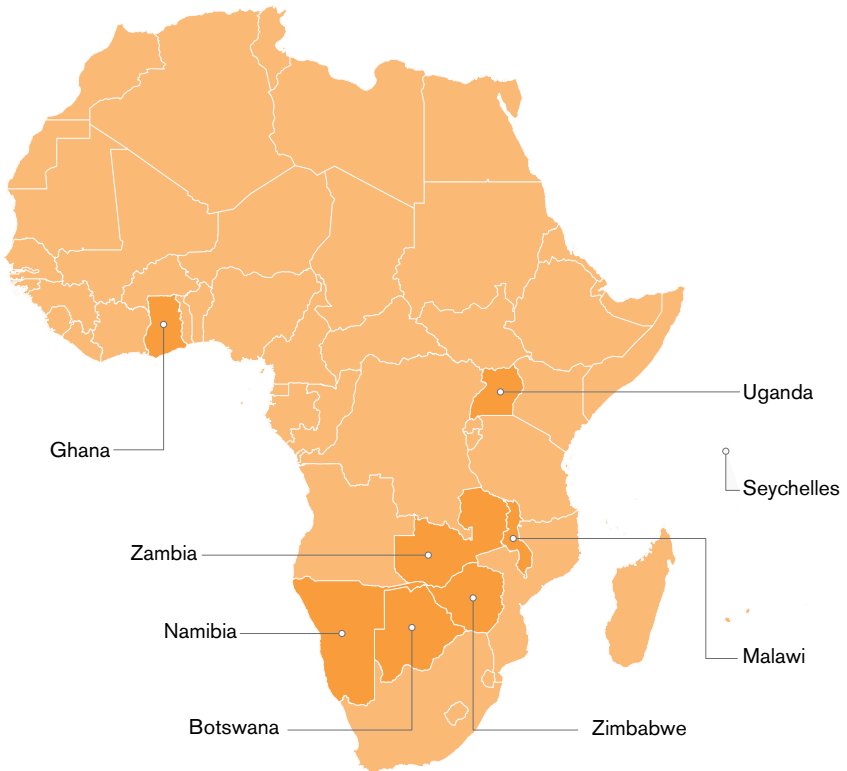 Uganda
Ghana
Seychelles
Zambia
Namibia
Malawi
Botswana
Zimbabwe